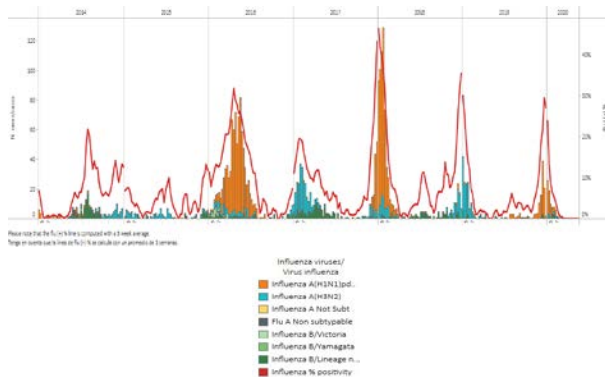 2014 2015 2016 2017 2018 2019 2020
120
100
80
60
40
20
40%
30%
20%
10%
0%
Please note that the flu (+) % line is computed with a 3 week average.
Tenga en cuenta que la línea de flu (+) % se calcula con un promedio de 3 semanas.
Influenza viruses/
Virus influenza
Influenza A(H1N1)pd..
Influenza A(H3N2)
Influenza A Not Subt
Flu A Non subtypable
Influenza B/Victoria
Influenza B/Yamagata
Influenza B/Lineage n...
Influenza % positivity